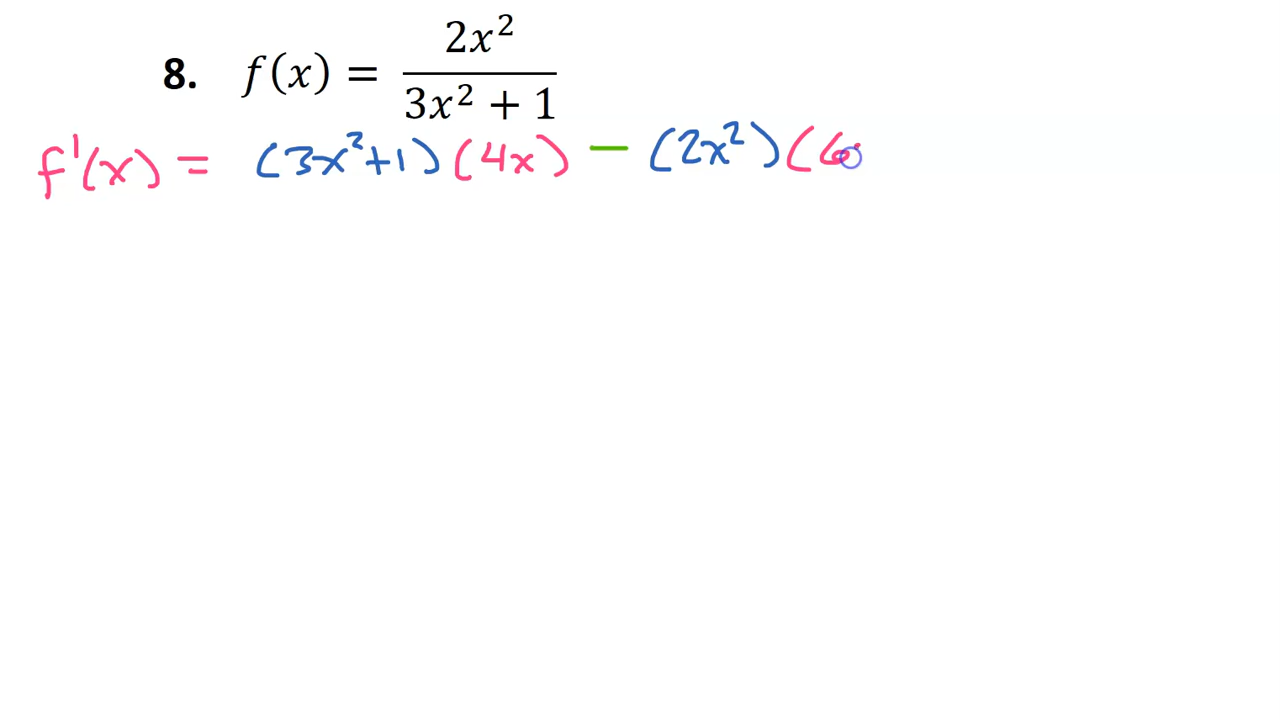 8. f(x) = 2x² / (3x² + 1)
f'(x) = (3x²+1)(4x) − (2x²)(6